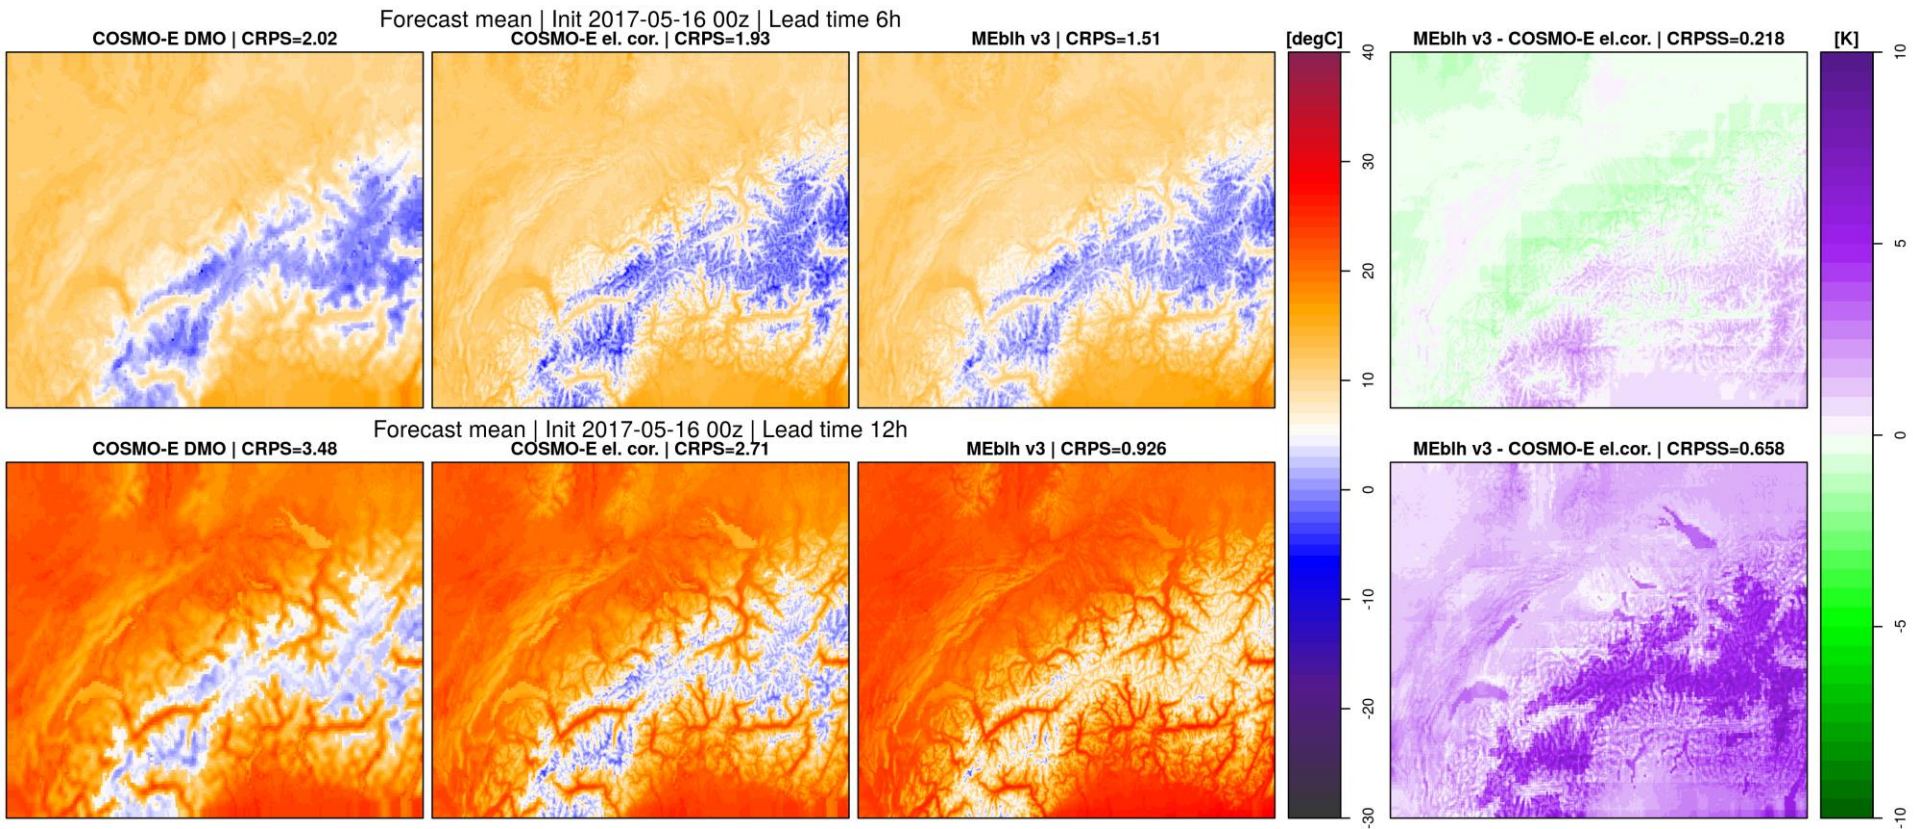 Forecast mean | Init 2017-05-16 00z | Lead time 6h
COSMO-E DMO | CRPS=2.02
COSMO-E el. cor. | CRPS=1.93
MEblh v3 | CRPS=1.51
[degC]
MEblh v3 - COSMO-E el.cor. | CRPSS=0.218
[K]
40
30
20
10
0
-10
-20
-30
10
5
0
-5
-10
Forecast mean | Init 2017-05-16 00z | Lead time 12h
COSMO-E DMO | CRPS=3.48
COSMO-E el. cor. | CRPS=2.71
MEblh v3 | CRPS=0.926
MEblh v3 - COSMO-E el.cor. | CRPSS=0.658